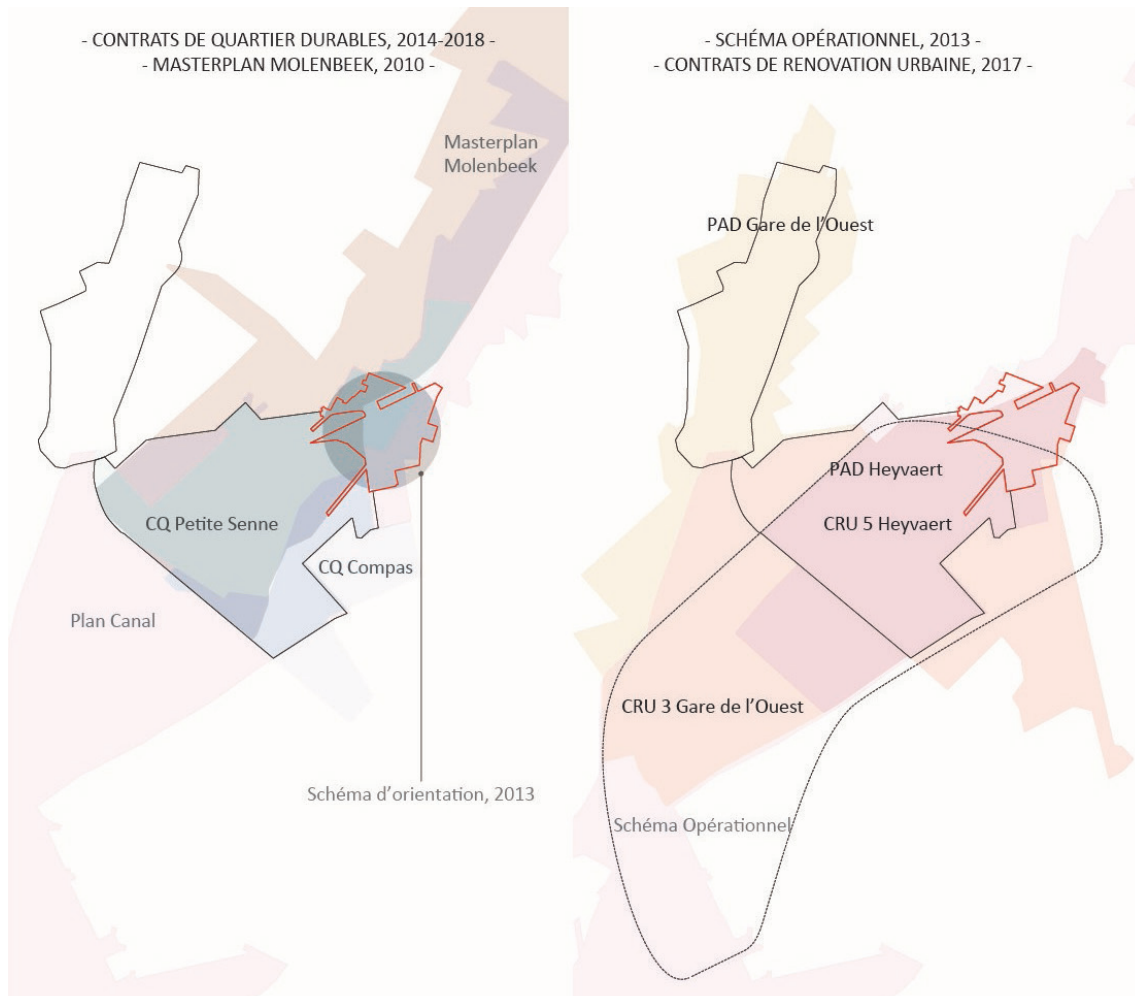 - CONTRATS DE QUARTIER DURABLES, 2014-2018 -
- MASTERPLAN MOLENBEEK, 2010 -
Masterplan
Molenbeek
CQ Petite Senne
CQ Compas
Plan Canal
Schéma d'orientation, 2013
- SCHÉMA OPÉRATIONNEL, 2013 -
- CONTRATS DE RENOVATION URBAINE, 2017 -
PAD Gare de l'Ouest
PAD Heyvaert
CRU 5 Heyvaert
CRU 3 Gare de l'Ouest
Schéma Opérationnel